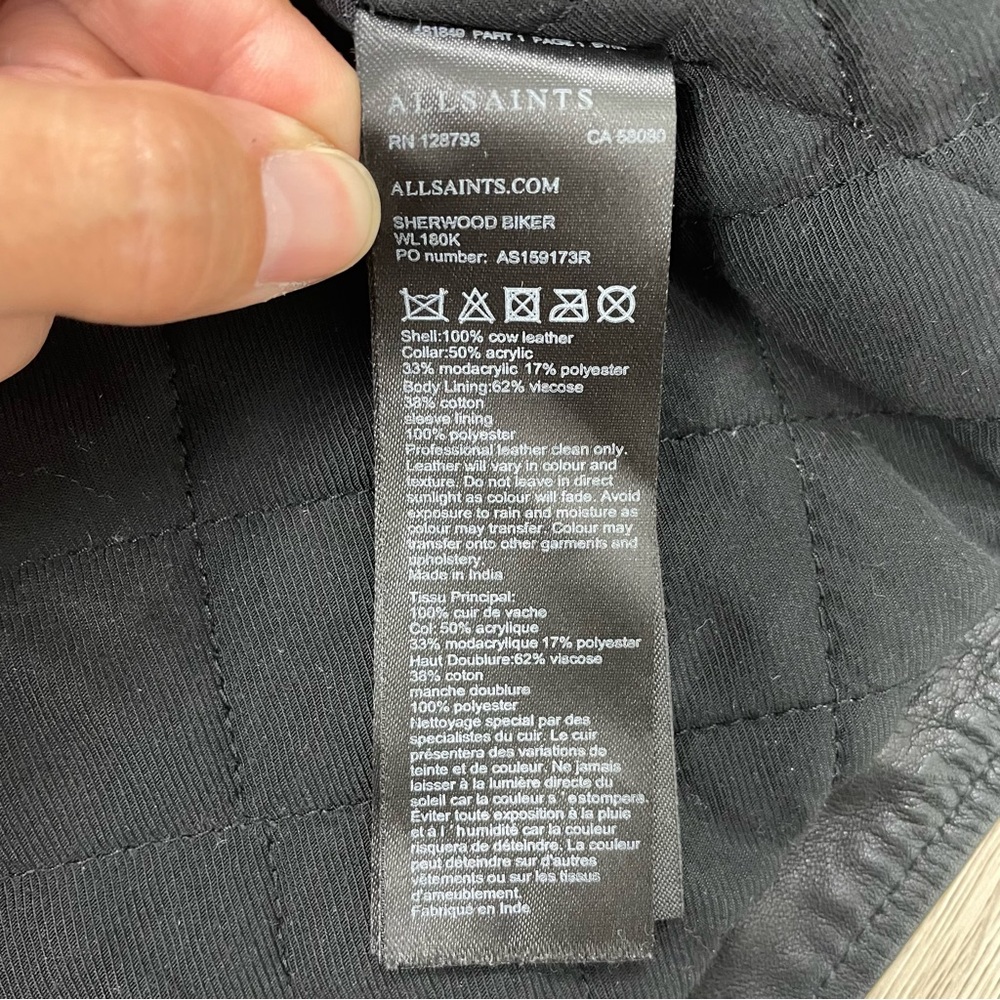 PART 1 PAGE 1
ALLSAINTS
RN 128793 CA 58090
ALLSAINTS.COM
SHERWOOD BIKER
WL180K
PO number: AS159173R
Shell:100% cow leather
Collar:50% acrylic
33% modacrylic 17% polyester
Body Lining:62% viscose
38% cotton
sleeve lining
100% polyester
Professional leather clean only.
Leather will vary in colour and
texture. Do not leave in direct
sunlight as colour will fade. Avoid
exposure to rain and moisture as
colour may transfer. Colour may
transfer onto other garments and
upholstery
Made in India
Tissu Principal:
100% cuir de vache
Col: 50% acrylique
33% modacrylique 17% polyester
Haut Doublure:62% viscose
38% coton
manche doublure
100% polyester
Nettoyage special par des
specialistes du cuir. Le cuir
présentera des variations de
teinte et de couleur. Ne jamais
laisser à la lumière directe du
soleil car la couleur s 'estompera.
Éviter toute exposition à la pluie
et à l 'humidité car la couleur
risquera de déteindre. La couleur
peut déteindre sur d'autres
vêtements ou sur les tissus
d'ameublement.
Fabrique en Inde